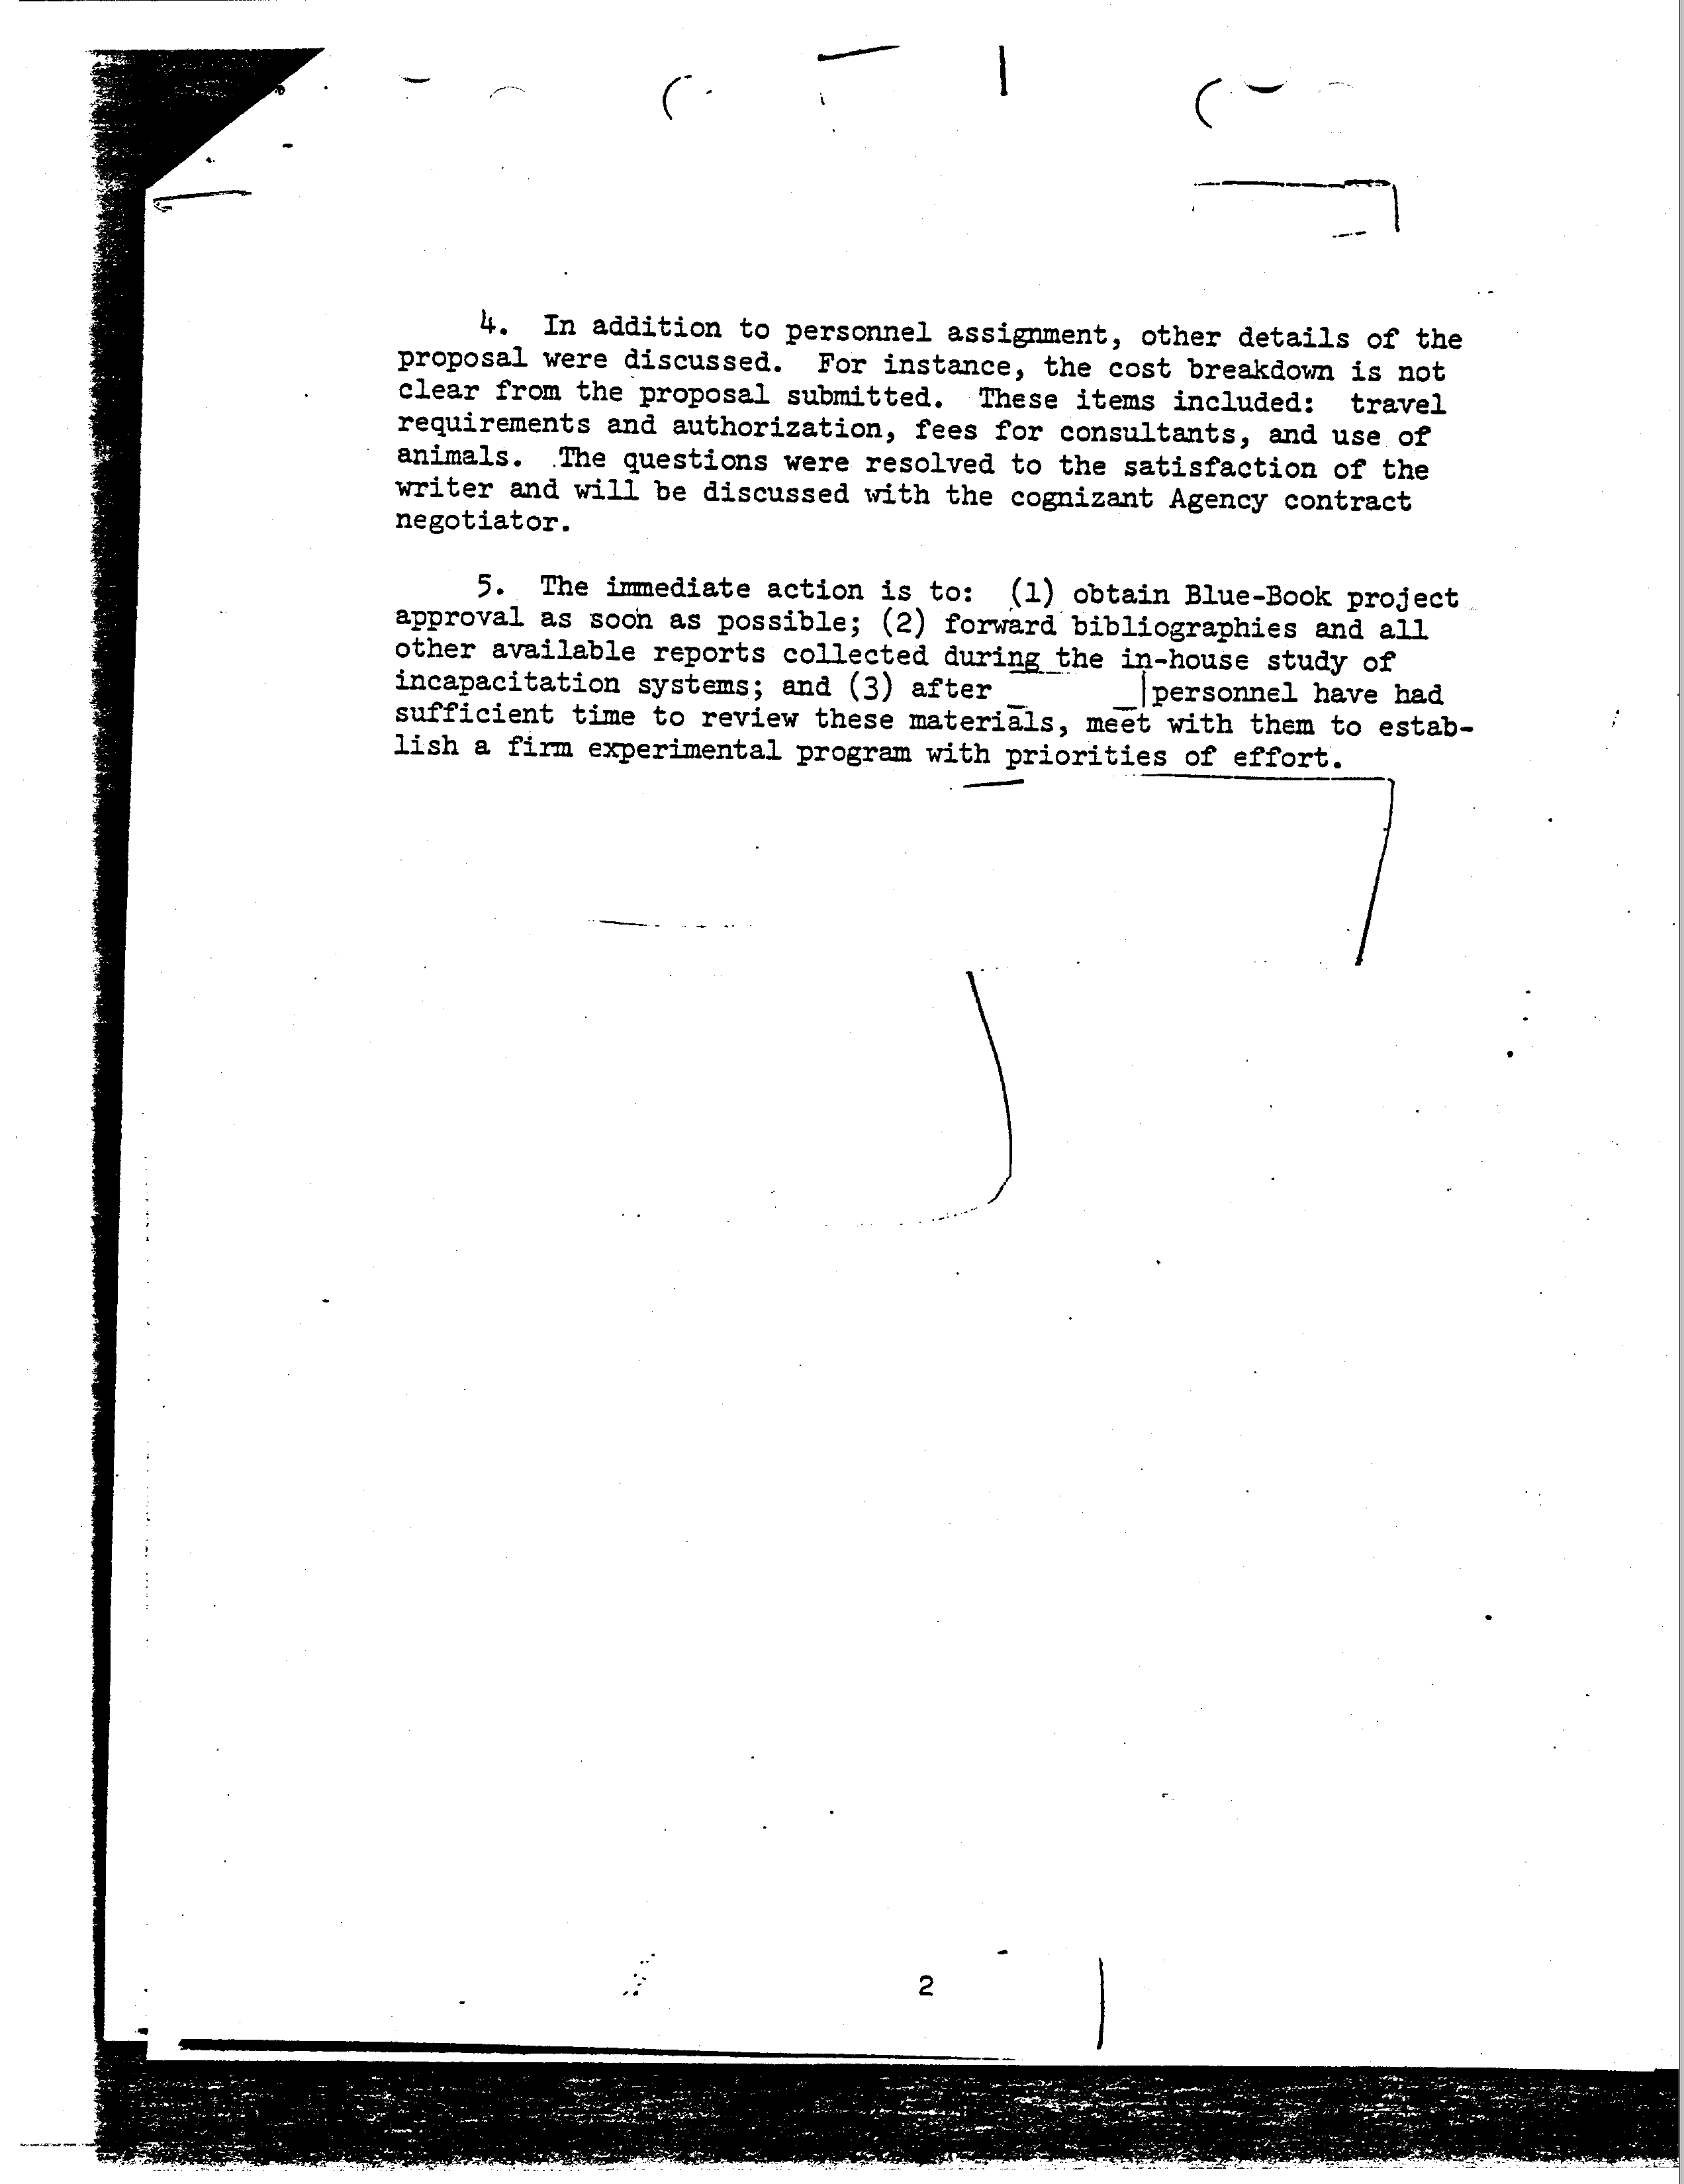 4. In addition to personnel assignment, other details of the
proposal were discussed. For instance, the cost breakdown is not
clear from the proposal submitted. These items included: travel
requirements and authorization, fees for consultants, and use of
animals. The questions were resolved to the satisfaction of the
writer and will be discussed with the cognizant Agency contract
negotiator.
5. The immediate action is to: (1) obtain Blue-Book project
approval as soon as possible; (2) forward bibliographies and all
other available reports collected during the in-house study of
incapacitation systems; and (3) after personnel have had
sufficient time to review these materials, meet with them to estab-
lish a firm experimental program with priorities of effort.
2